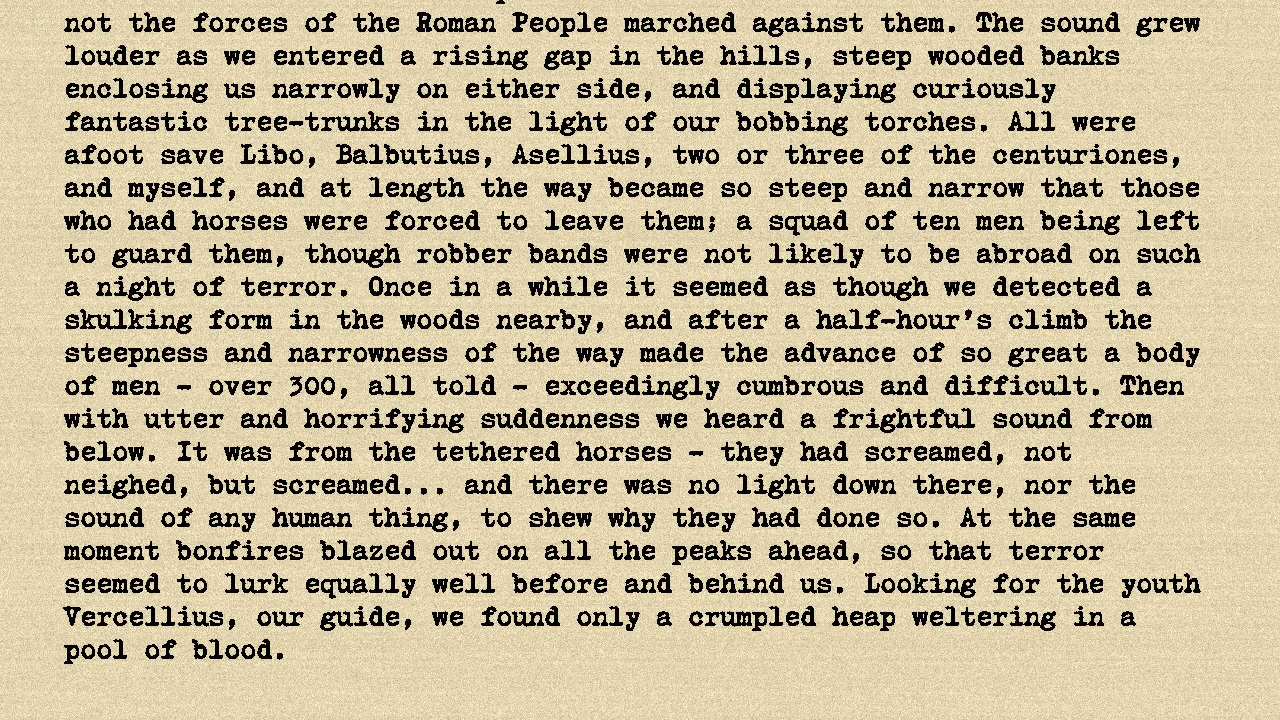 not the forces of the Roman People marched against them. The sound grew
louder as we entered a rising gap in the hills, steep wooded banks
enclosing us narrowly on either side, and displaying curiously
fantastic tree-trunks in the light of our bobbing torches. All were
afoot save Libo, Balbutius, Asellius, two or three of the centuriones,
and myself, and at length the way became so steep and narrow that those
who had horses were forced to leave them; a squad of ten men being left
to guard them, though robber bands were not likely to be abroad on such
a night of terror. Once in a while it seemed as though we detected a
skulking form in the woods nearby, and after a half-hour's climb the
steepness and narrowness of the way made the advance of so great a body
of men - over 300, all told - exceedingly cumbrous and difficult. Then
with utter and horrifying suddenness we heard a frightful sound from
below. It was from the tethered horses - they had screamed, not
neighed, but screamed... and there was no light down there, nor the
sound of any human thing, to shew why they had done so. At the same
moment bonfires blazed out on all the peaks ahead, so that terror
seemed to lurk equally well before and behind us. Looking for the youth
Vercellius, our guide, we found only a crumpled heap weltering in a
pool of blood.